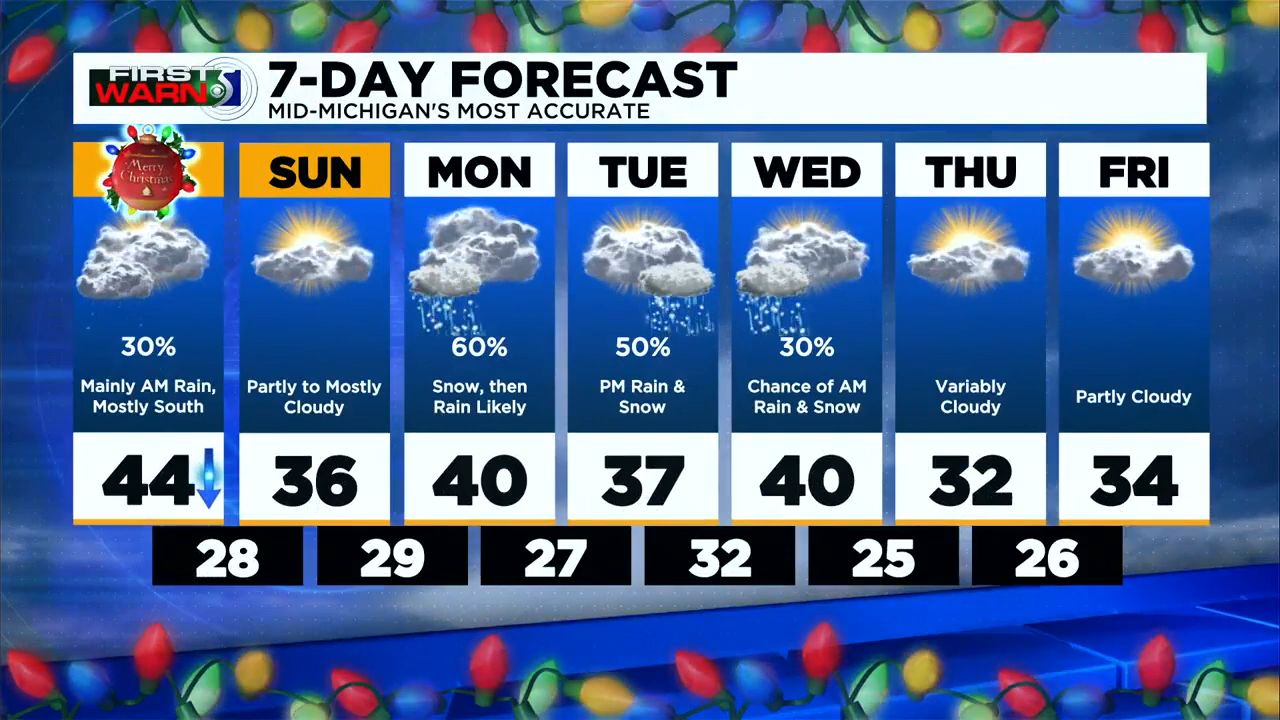 FIRST
WARN 5
7-DAY FORECAST
MID-MICHIGAN'S MOST ACCURATE
Merry
Christmas
SUN
MON
TUE
WED
THU
FRI
30%
60%
50%
30%
Mainly AM Rain,
Mostly South
Partly to Mostly
Cloudy
Snow, then
Rain Likely
PM Rain &
Snow
Chance of AM
Rain & Snow
Variably
Cloudy
Partly Cloudy
44
36
40
37
40
32
34
28
29
27
32
25
26